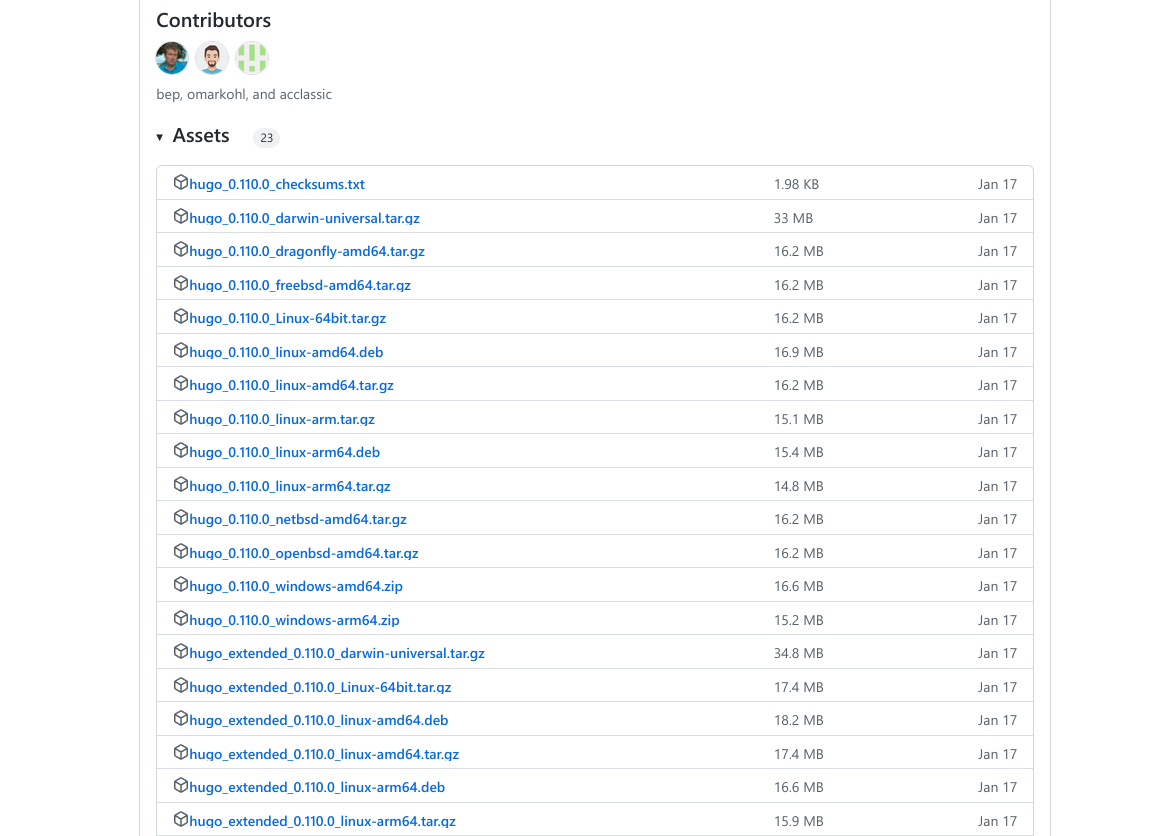 Contributors
bep, omarkohl, and acclassic
▾ Assets 23
hugo_0.110.0_checksums.txt 1.98 KB Jan 17
hugo_0.110.0_darwin-universal.tar.gz 33 MB Jan 17
hugo_0.110.0_dragonfly-amd64.tar.gz 16.2 MB Jan 17
hugo_0.110.0_freebsd-amd64.tar.gz 16.2 MB Jan 17
hugo_0.110.0_Linux-64bit.tar.gz 16.2 MB Jan 17
hugo_0.110.0_linux-amd64.deb 16.9 MB Jan 17
hugo_0.110.0_linux-amd64.tar.gz 16.2 MB Jan 17
hugo_0.110.0_linux-arm.tar.gz 15.1 MB Jan 17
hugo_0.110.0_linux-arm64.deb 15.4 MB Jan 17
hugo_0.110.0_linux-arm64.tar.gz 14.8 MB Jan 17
hugo_0.110.0_netbsd-amd64.tar.gz 16.2 MB Jan 17
hugo_0.110.0_openbsd-amd64.tar.gz 16.2 MB Jan 17
hugo_0.110.0_windows-amd64.zip 16.6 MB Jan 17
hugo_0.110.0_windows-arm64.zip 15.2 MB Jan 17
hugo_extended_0.110.0_darwin-universal.tar.gz 34.8 MB Jan 17
hugo_extended_0.110.0_Linux-64bit.tar.gz 17.4 MB Jan 17
hugo_extended_0.110.0_linux-amd64.deb 18.2 MB Jan 17
hugo_extended_0.110.0_linux-amd64.tar.gz 17.4 MB Jan 17
hugo_extended_0.110.0_linux-arm64.deb 16.6 MB Jan 17
hugo_extended_0.110.0_linux-arm64.tar.gz 15.9 MB Jan 17